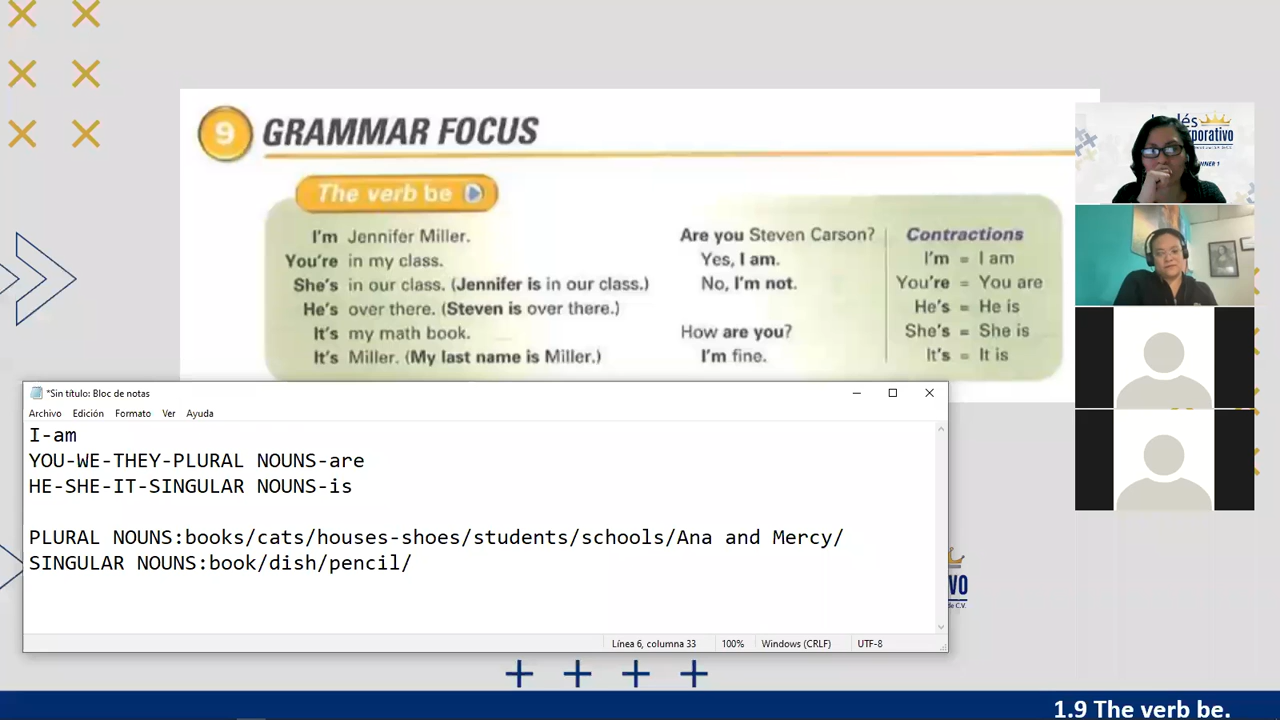 9 GRAMMAR FOCUS
The verb be
I'm Jennifer Miller.
You're in my class.
She's in our class. (Jennifer is in our class.)
He's over there. (Steven is over there.)
It's my math book.
It's Miller. (My last name is Miller.)
Are you Steven Carson?
Yes, I am.
No, I'm not.
How are you?
I'm fine.
Contractions
I'm = I am
You're = You are
He's = He is
She's = She is
It's = It is
*Sin título: Bloc de notas
Archivo Edición Formato Ver Ayuda
I-am
YOU-WE-THEY-PLURAL NOUNS-are
HE-SHE-IT-SINGULAR NOUNS-is
PLURAL NOUNS:books/cats/houses-shoes/students/schools/Ana and Mercy/
SINGULAR NOUNS:book/dish/pencil/
Línea 6, columna 33 100% Windows (CRLF) UTF-8
VO
de C.V.
1.9 The verb be.